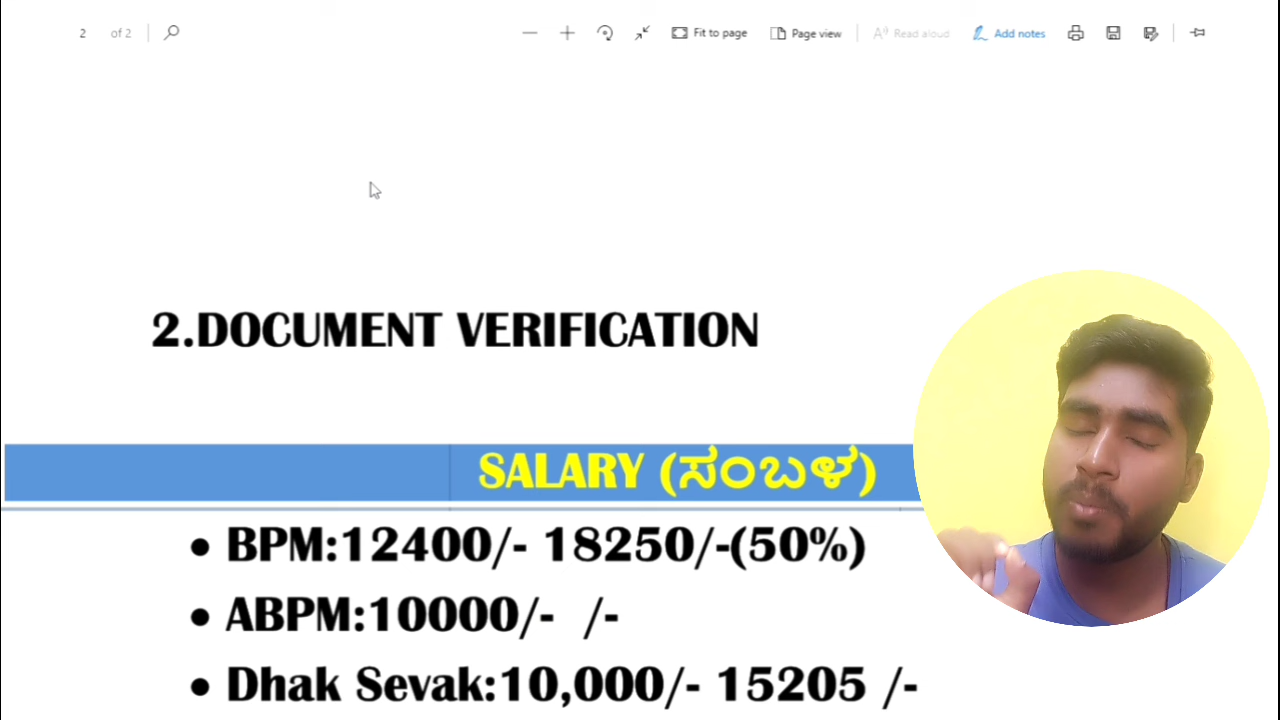 2 of 2 Fit to page Page view Read aloud Add notes
2.DOCUMENT VERIFICATION
SALARY (ಸಂಬಳ)
• BPM:12400/- 18250/-(50%)
• ABPM:10000/- /-
• Dhak Sevak:10,000/- 15205 /-